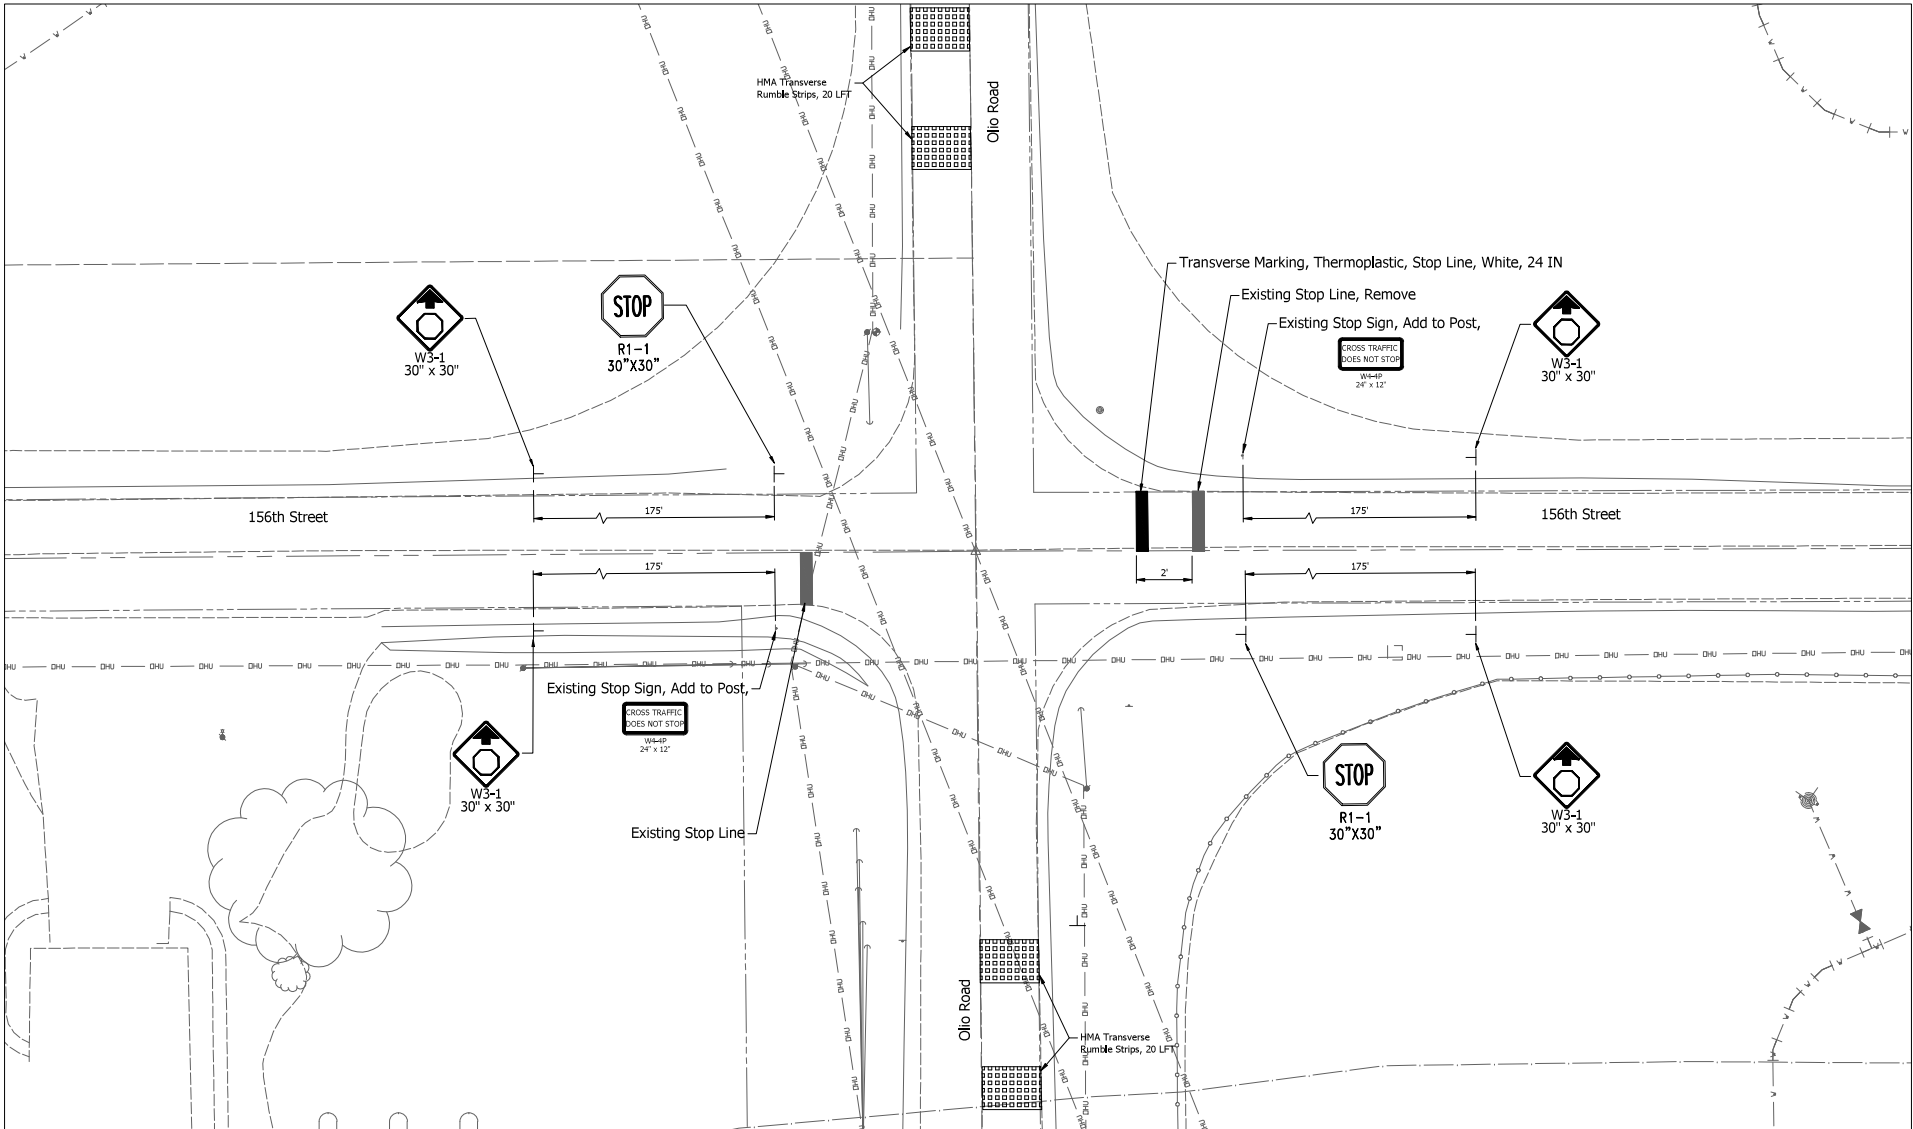 HMA Transverse
Rumble Strips, 20 LFT
Olio Road
Transverse Marking, Thermoplastic, Stop Line, White, 24 IN
Existing Stop Line, Remove
Existing Stop Sign, Add to Post,
CROSS TRAFFIC
DOES NOT STOP
W4-4P
24" x 12"
W3-1
30" x 30"
STOP
R1-1
30"X30"
W3-1
30" x 30"
156th Street
175'
175'
156th Street
175'
2'
175'
Existing Stop Sign, Add to Post,
CROSS TRAFFIC
DOES NOT STOP
W4-4P
24" x 12"
W3-1
30" x 30"
Existing Stop Line
STOP
R1-1
30"X30"
W3-1
30" x 30"
Olio Road
HMA Transverse
Rumble Strips, 20 LFT